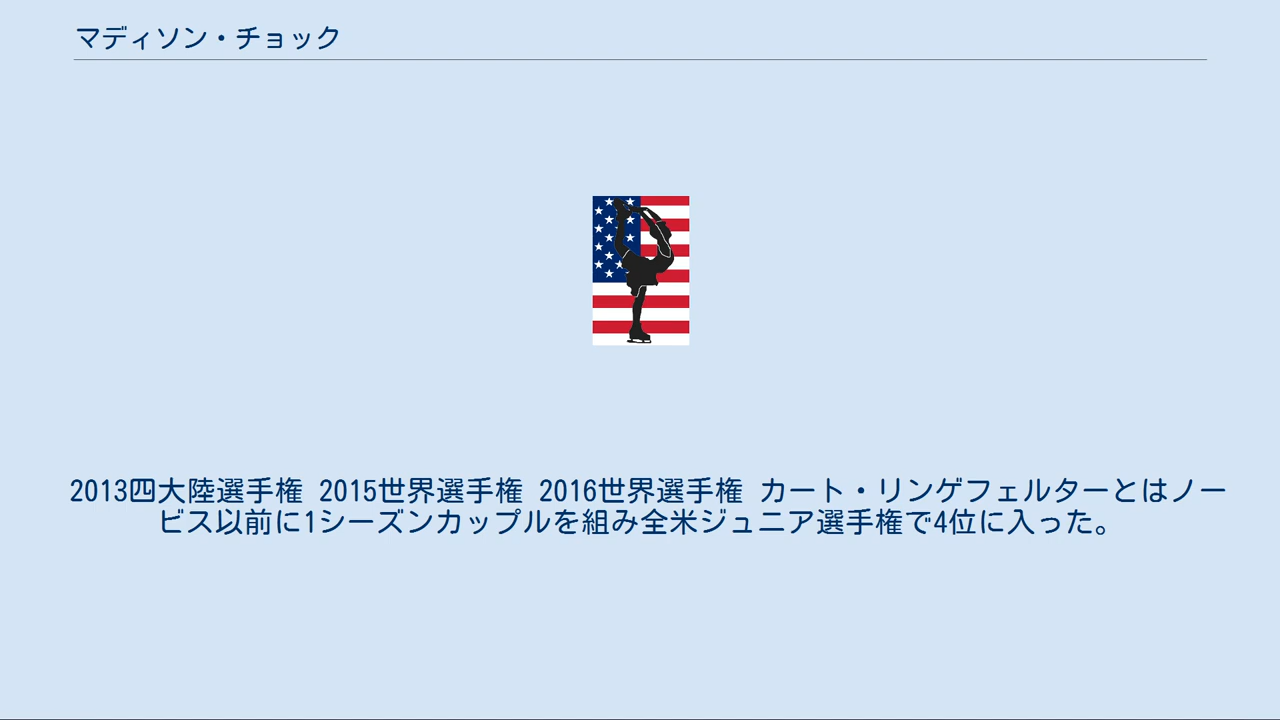 マディソン・チョック
2013四大陸選手権 2015世界選手権 2016世界選手権 カート・リンゲフェルターとはノー
ビス以前に1シーズンカップルを組み全米ジュニア選手権で4位に入った。